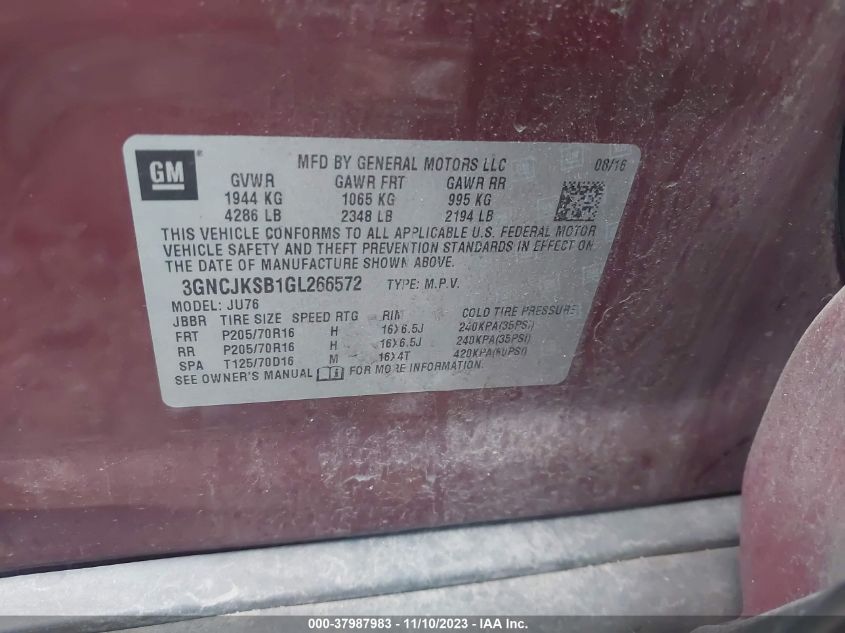 GM
MFD BY GENERAL MOTORS LLC 08/16
GVWR GAWR FRT GAWR RR
1944 KG 1065 KG 995 KG
4286 LB 2348 LB 2194 LB
THIS VEHICLE CONFORMS TO ALL APPLICABLE U.S. FEDERAL MOTOR
VEHICLE SAFETY AND THEFT PREVENTION STANDARDS IN EFFECT ON
THE DATE OF MANUFACTURE SHOWN ABOVE.
3GNCJKSB1GL266572 TYPE: M.P.V.
MODEL: JU76
JBBR TIRE SIZE SPEED RTG RIM COLD TIRE PRESSURE
FRT P205/70R16 H 16X6.5J 240KPA(35PSI)
RR P205/70R16 H 16X6.5J 240KPA(35PSI)
SPA T125/70D16 M 16X4T 420KPA(60PSI)
SEE OWNER'S MANUAL FOR MORE INFORMATION.
000-37987983 - 11/10/2023 - IAA Inc.